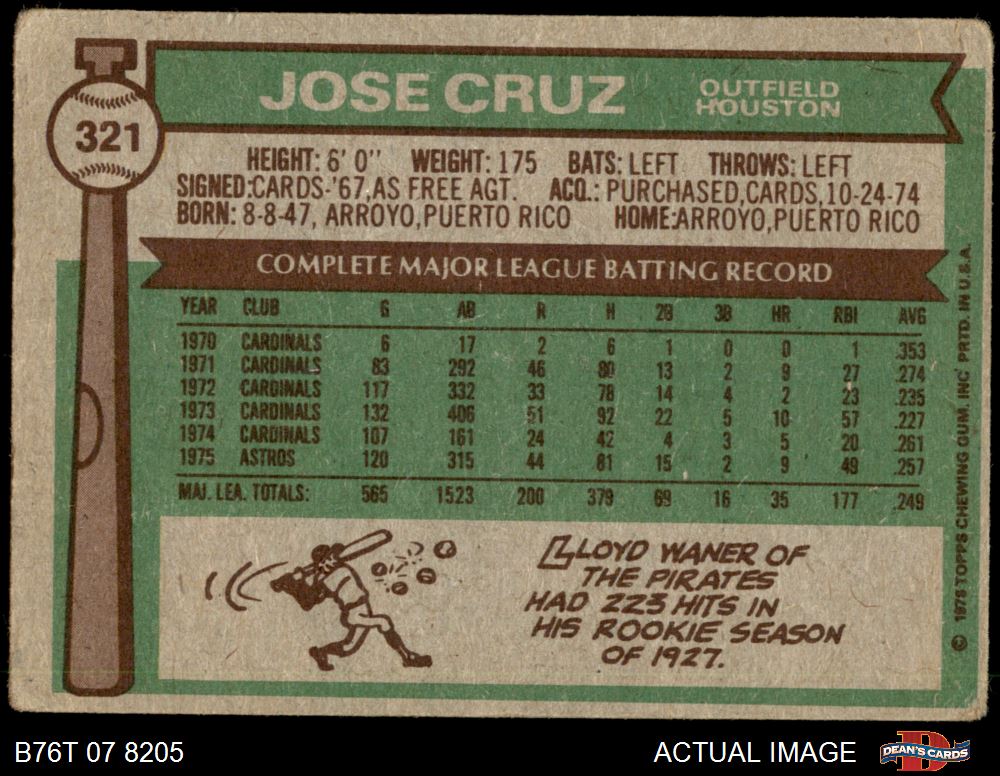 321
JOSE CRUZ
OUTFIELD
HOUSTON
HEIGHT: 6' 0" WEIGHT: 175 BATS: LEFT THROWS: LEFT
SIGNED:CARDS-'67,AS FREE AGT. ACQ.: PURCHASED,CARDS,10-24-74
BORN: 8-8-47, ARROYO,PUERTO RICO HOME:ARROYO,PUERTO RICO
COMPLETE MAJOR LEAGUE BATTING RECORD
YEAR CLUB G AB R H 2B 3B HR RBI AVG
1970 CARDINALS 6 17 2 6 1 0 0 1 .353
1971 CARDINALS 83 292 46 80 13 2 9 27 .274
1972 CARDINALS 117 332 33 78 14 4 2 23 .235
1973 CARDINALS 132 406 51 92 22 5 10 57 .227
1974 CARDINALS 107 161 24 42 4 3 5 20 .261
1975 ASTROS 120 315 44 81 15 2 9 49 .257
MAJ. LEA. TOTALS: 565 1523 200 379 69 16 35 177 .249
LLOYD WANER OF
THE PIRATES
HAD 223 HITS IN
HIS ROOKIE SEASON
OF 1927.
© 1976 TOPPS CHEWING GUM, INC PRTD. IN U.S.A.
B76T 07 8205
ACTUAL IMAGE
DEAN'S CARDS